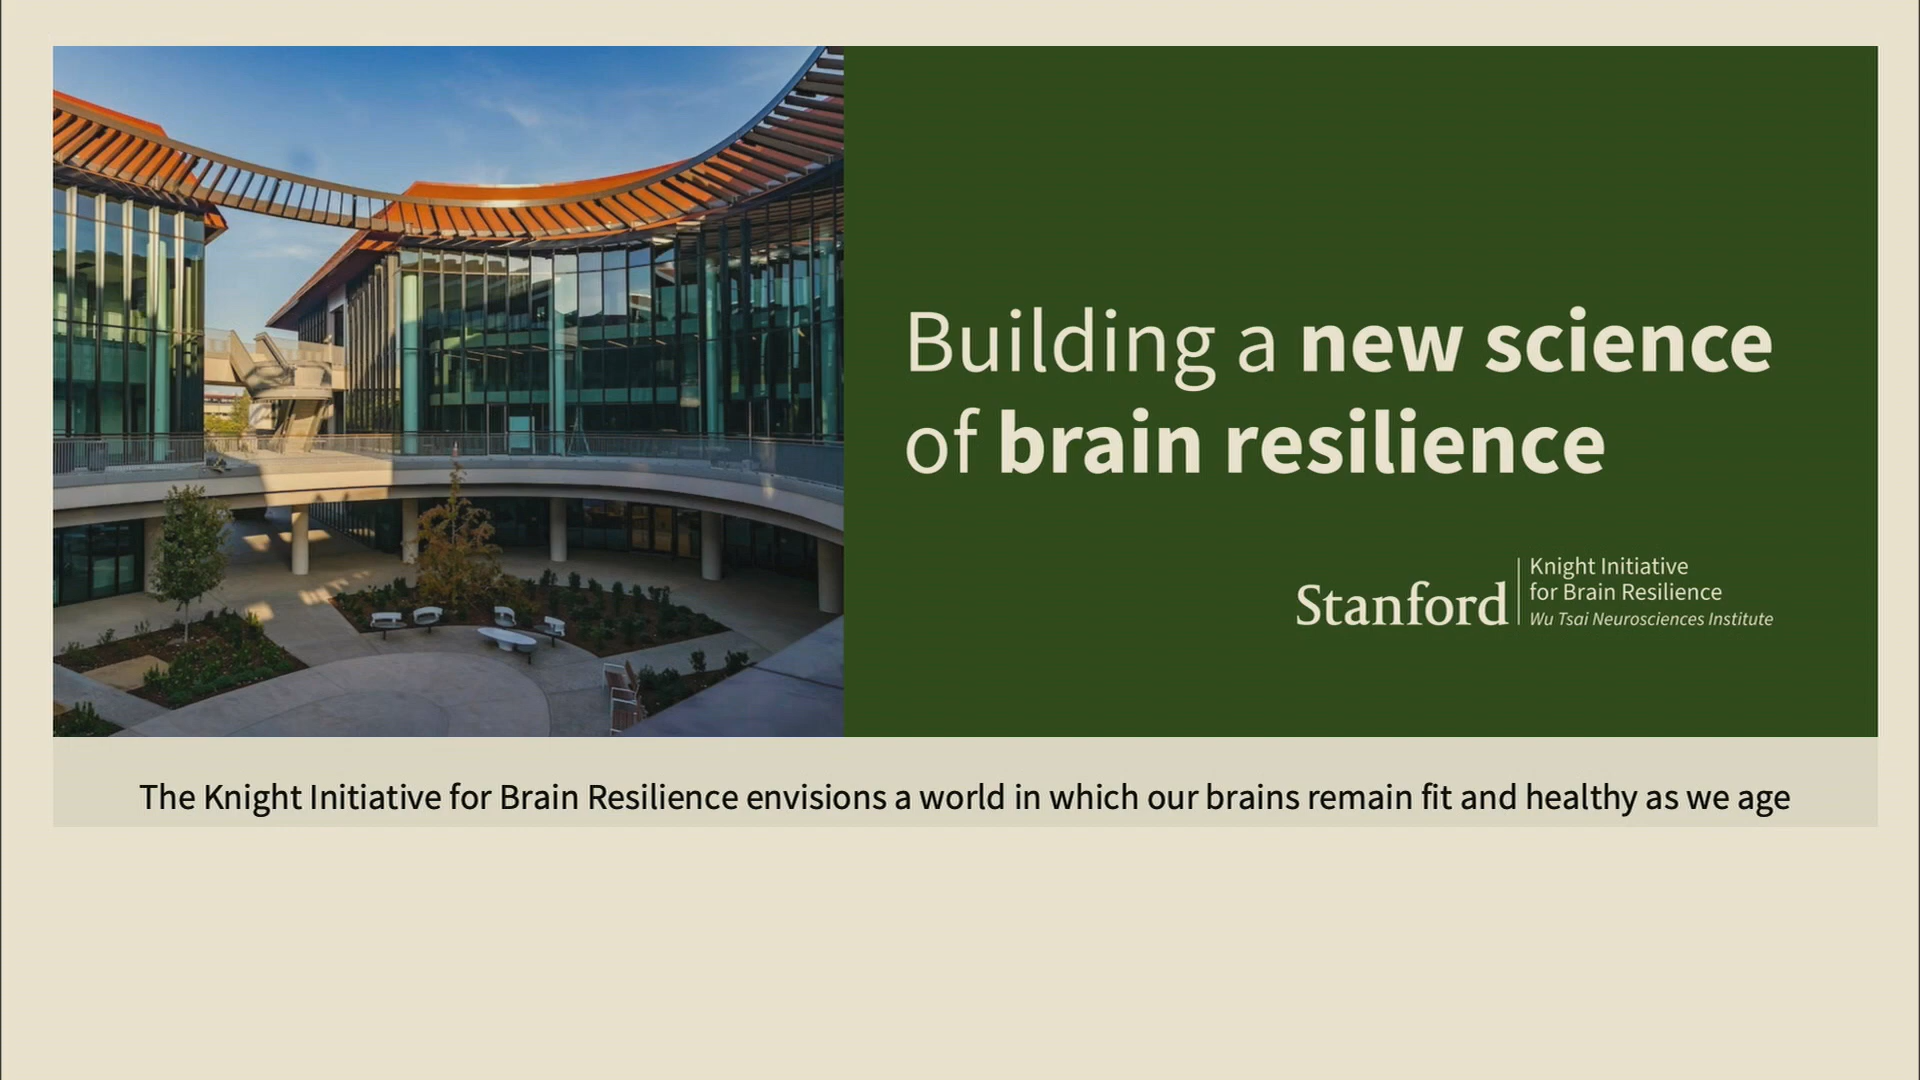 Building a new science
of brain resilience
Stanford
Knight Initiative
for Brain Resilience
Wu Tsai Neurosciences Institute
The Knight Initiative for Brain Resilience envisions a world in which our brains remain fit and healthy as we age